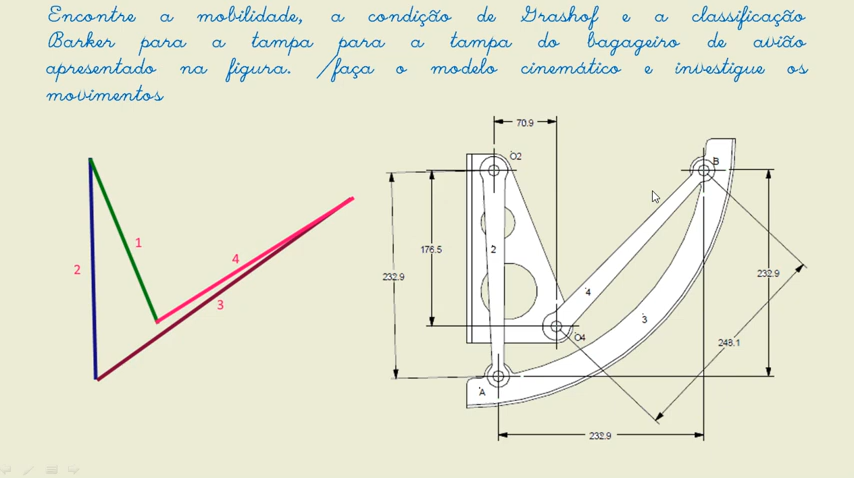 Encontre a mobilidade, a condição de Grashof e a classificação
Barker para a tampa para a tampa do bagageiro de avião
apresentado na figura. /faça o modelo cinemático e investigue os
movimentos
70.9
O2
B
1
2
4
3
232.9
176.5
2
4
3
232.9
O4
248.1
A
232.9